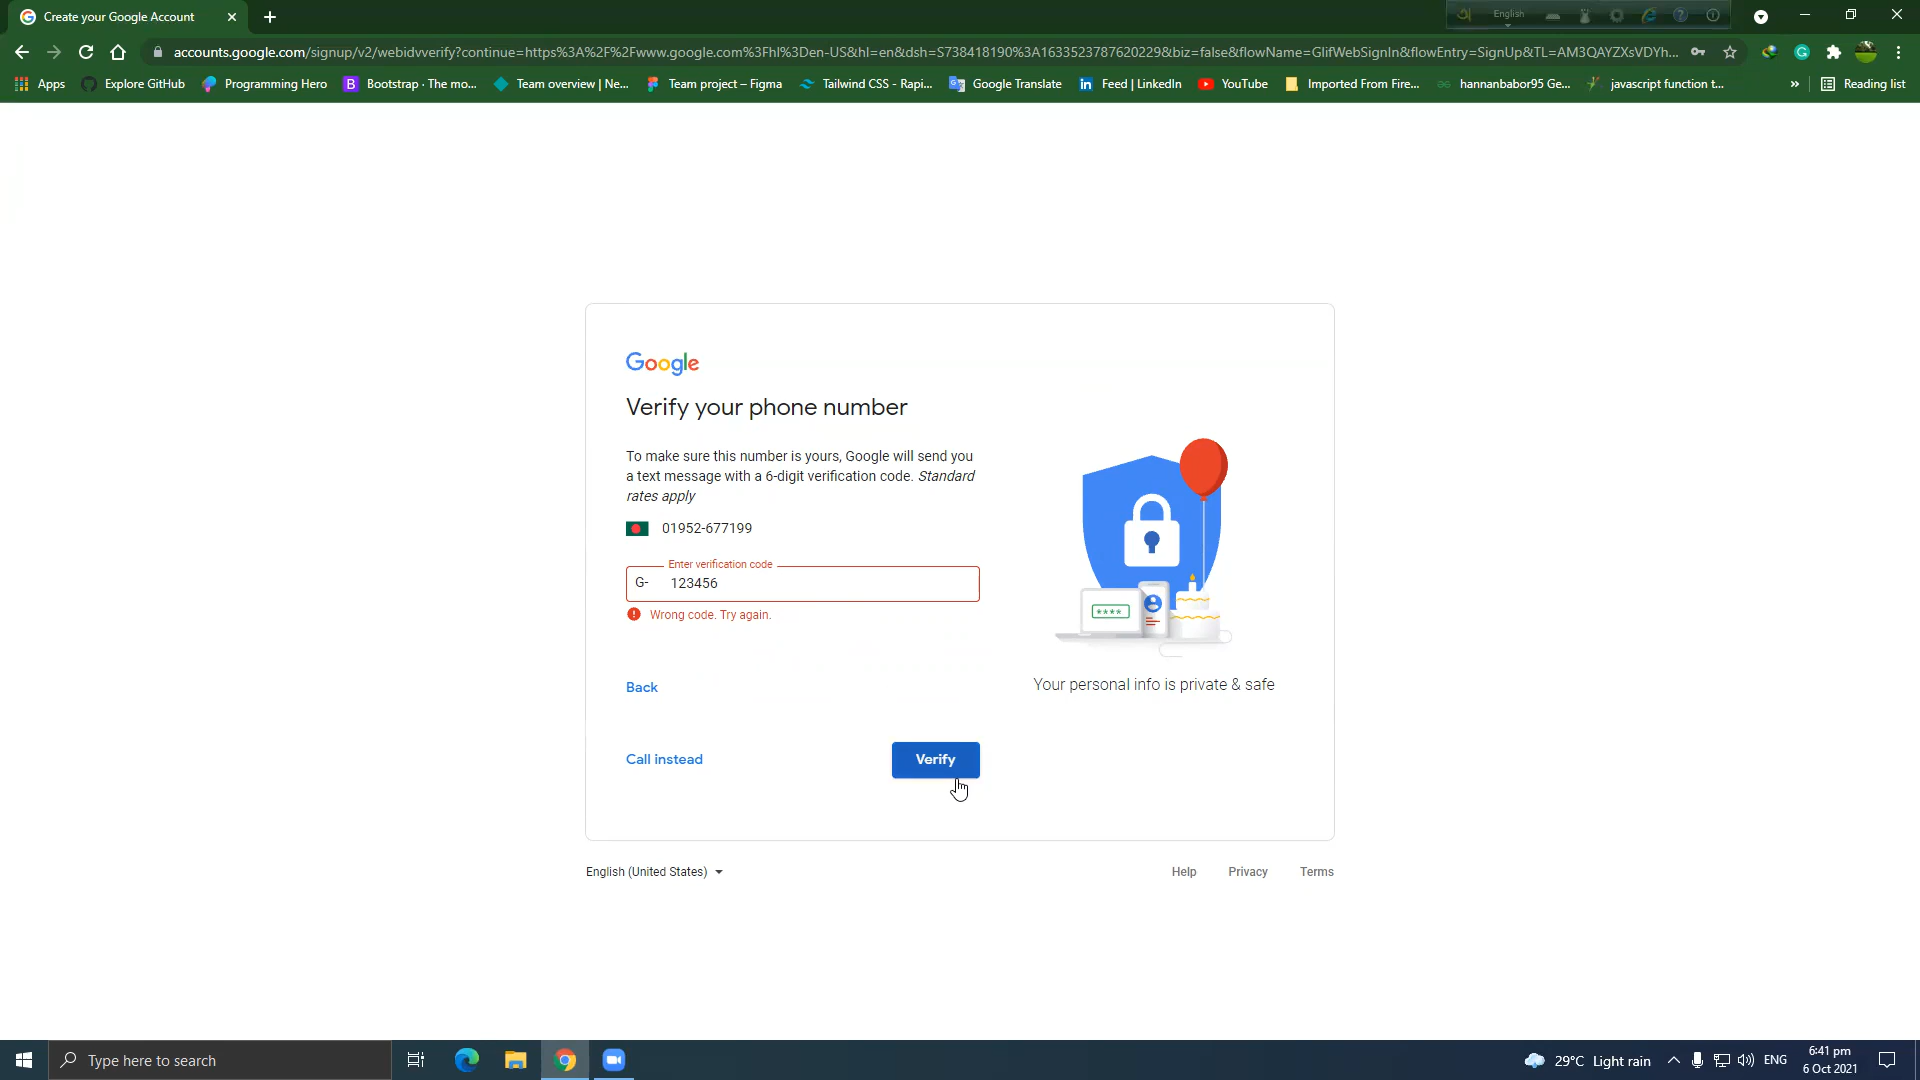 Create your Google Account
English
accounts.google.com/signup/v2/webidvverify?continue=https%3A%2F%2Fwww.google.com%3Fhl%3Den-US&hl=en&dsh=S738418190%3A1633523787620229&biz=false&flowName=GlifWebSignIn&flowEntry=SignUp&TL=AM3QAYZXsVDYh...
Apps Explore GitHub Programming Hero Bootstrap · The mo... Team overview | Ne... Team project – Figma Tailwind CSS - Rapi... Google Translate Feed | LinkedIn YouTube Imported From Fire... hannanbabor95 Ge... javascript function t... » Reading list
Google
Verify your phone number
To make sure this number is yours, Google will send you
a text message with a 6-digit verification code. Standard
rates apply
01952-677199
Enter verification code
G- 123456
Wrong code. Try again.
****
Your personal info is private & safe
Back
Call instead Verify
English (United States) Help Privacy Terms
Type here to search
29°C Light rain ENG
6:41 pm
6 Oct 2021